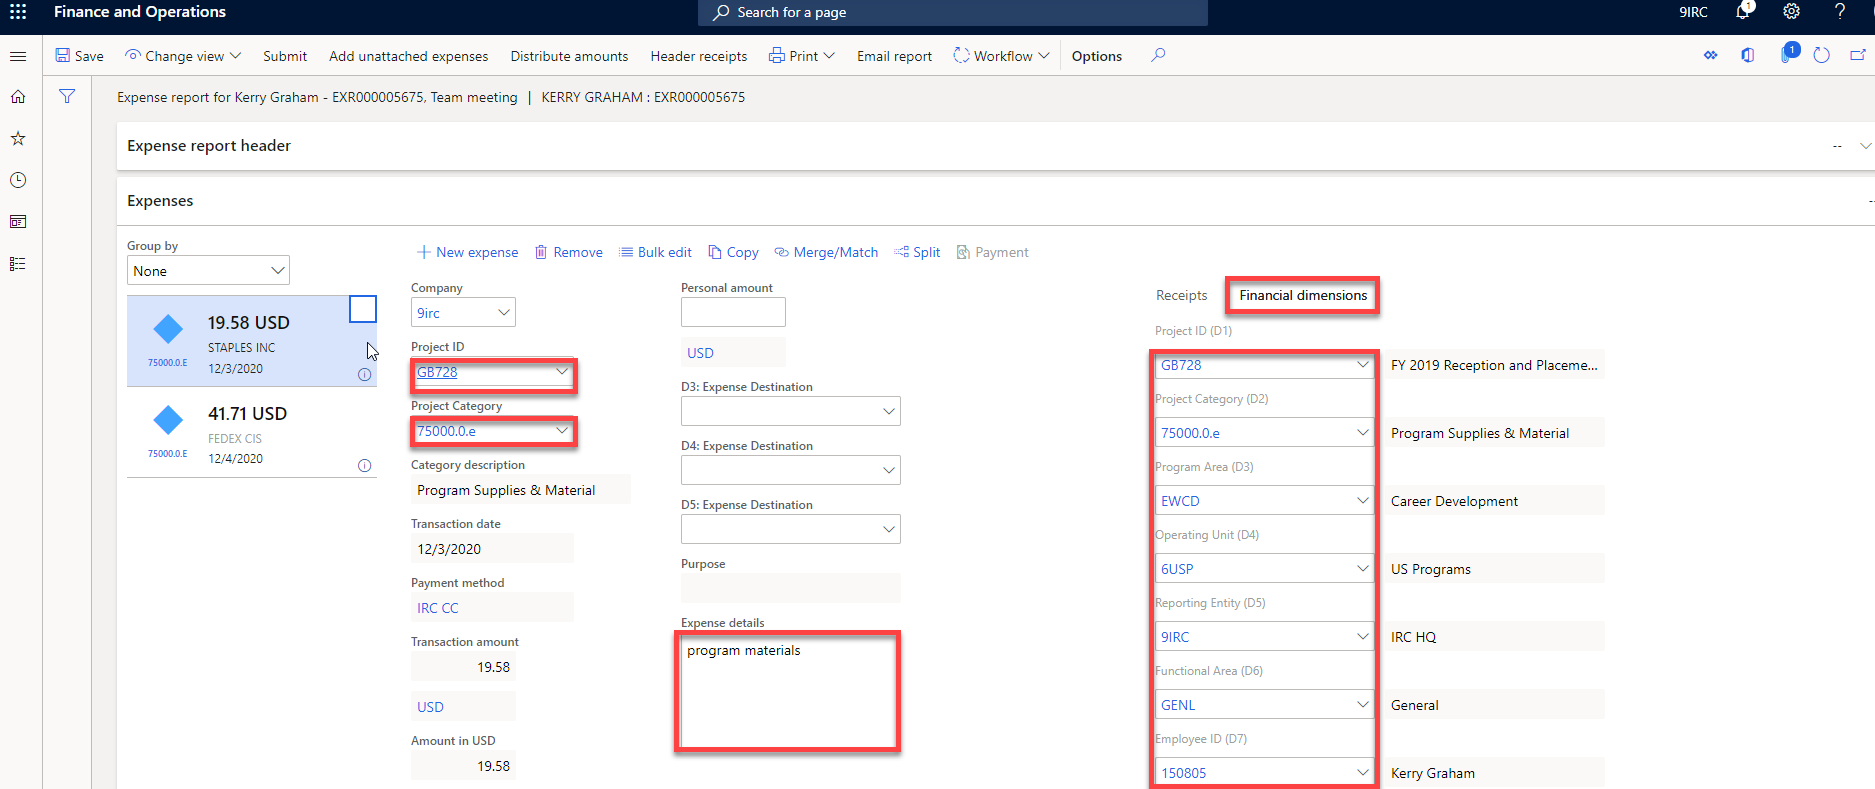 Finance and Operations
Search for a page
9IRC
1
?
Save
Change view
Submit
Add unattached expenses
Distribute amounts
Header receipts
Print
Email report
Workflow
Options
1
Expense report for Kerry Graham - EXR000005675, Team meeting | KERRY GRAHAM : EXR000005675
Expense report header
--
Expenses
Group by
None
19.58 USD
STAPLES INC
75000.0.E
12/3/2020
41.71 USD
FEDEX CIS
75000.0.E
12/4/2020
New expense
Remove
Bulk edit
Copy
Merge/Match
Split
Payment
Company
9irc
Project ID
GB728
Project Category
75000.0.e
Category description
Program Supplies & Material
Transaction date
12/3/2020
Payment method
IRC CC
Transaction amount
19.58
USD
Amount in USD
19.58
Personal amount
USD
D3: Expense Destination
D4: Expense Destination
D5: Expense Destination
Purpose
Expense details
program materials
Receipts
Financial dimensions
Project ID (D1)
GB728
FY 2019 Reception and Placeme...
Project Category (D2)
75000.0.e
Program Supplies & Material
Program Area (D3)
EWCD
Career Development
Operating Unit (D4)
6USP
US Programs
Reporting Entity (D5)
9IRC
IRC HQ
Functional Area (D6)
GENL
General
Employee ID (D7)
150805
Kerry Graham